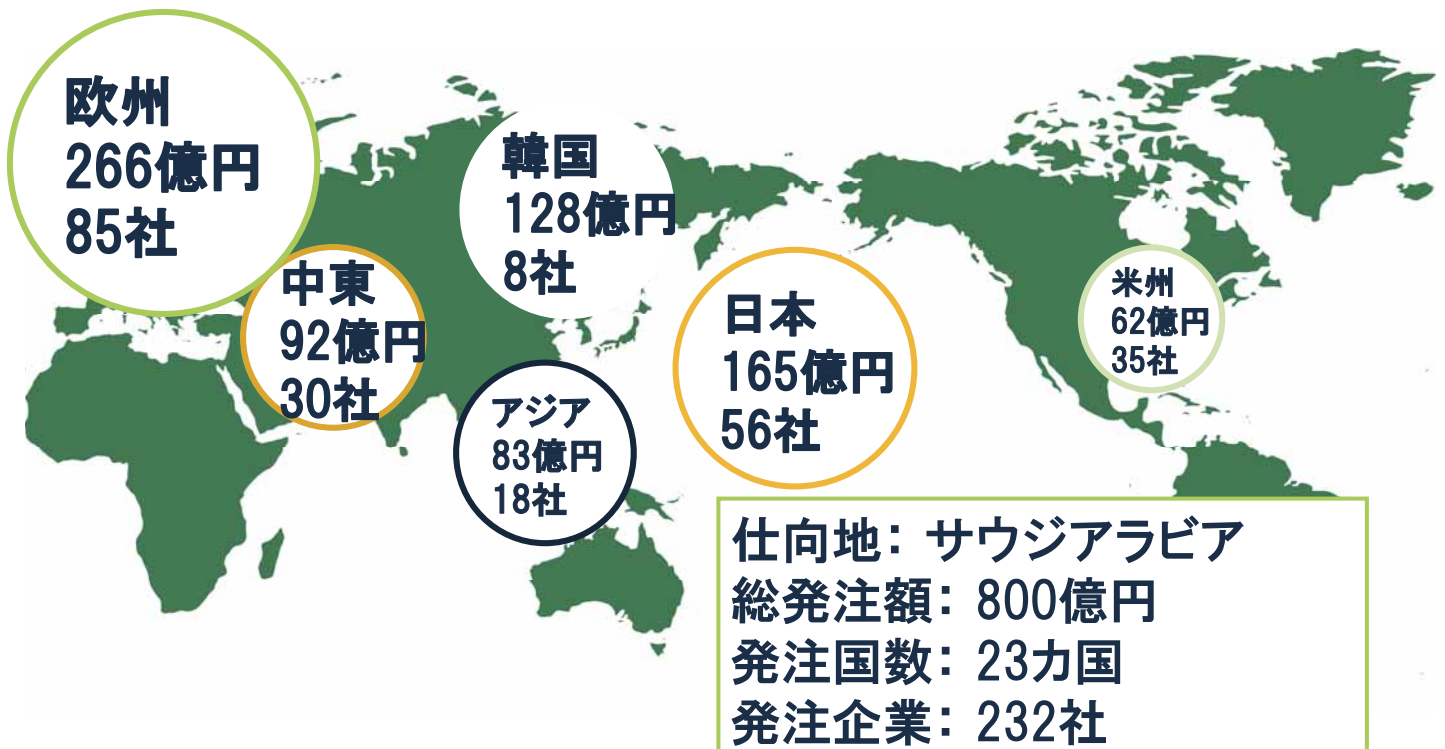 欧州
266億円
85社
韓国
128億円
8社
中東
92億円
30社
アジア
83億円
18社
日本
165億円
56社
米州
62億円
35社
仕向地: サウジアラビア
総発注額: 800億円
発注国数: 23カ国
発注企業: 232社